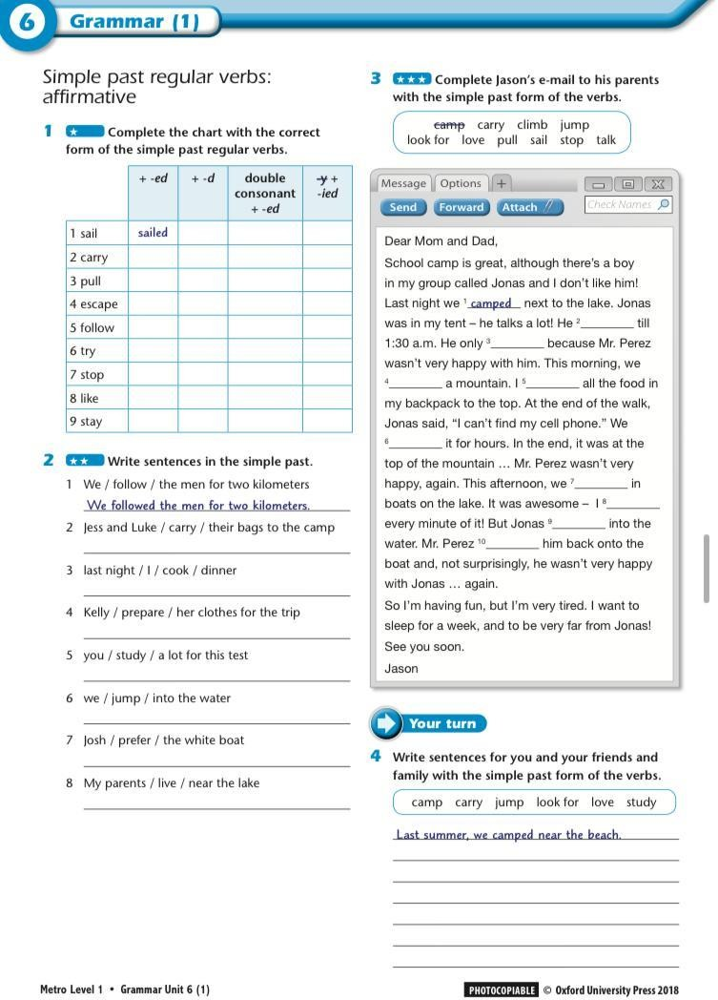 6 Grammar (1)
Simple past regular verbs:
affirmative
1 ★ Complete the chart with the correct
form of the simple past regular verbs.
+ -ed + -d double consonant + -ed -y + -ied
1 sail sailed
2 carry
3 pull
4 escape
5 follow
6 try
7 stop
8 like
9 stay
2 ★★ Write sentences in the simple past.
1 We / follow / the men for two kilometers
We followed the men for two kilometers.
2 Jess and Luke / carry / their bags to the camp
3 last night / I / cook / dinner
4 Kelly / prepare / her clothes for the trip
5 you / study / a lot for this test
6 we / jump / into the water
7 Josh / prefer / the white boat
8 My parents / live / near the lake
3 ★★★ Complete Jason's e-mail to his parents
with the simple past form of the verbs.
camp carry climb jump
look for love pull sail stop talk
Message Options +
Send Forward Attach Check Names
Dear Mom and Dad,
School camp is great, although there's a boy
in my group called Jonas and I don't like him!
Last night we ¹ camped next to the lake. Jonas
was in my tent – he talks a lot! He ²________ till
1:30 a.m. He only ³________ because Mr. Perez
wasn't very happy with him. This morning, we
⁴________ a mountain. I ⁵________ all the food in
my backpack to the top. At the end of the walk,
Jonas said, "I can't find my cell phone." We
⁶________ it for hours. In the end, it was at the
top of the mountain ... Mr. Perez wasn't very
happy, again. This afternoon, we ⁷________ in
boats on the lake. It was awesome – I ⁸________
every minute of it! But Jonas ⁹________ into the
water. Mr. Perez ¹⁰________ him back onto the
boat and, not surprisingly, he wasn't very happy
with Jonas ... again.
So I'm having fun, but I'm very tired. I want to
sleep for a week, and to be very far from Jonas!
See you soon.
Jason
Your turn
4 Write sentences for you and your friends and
family with the simple past form of the verbs.
camp carry jump look for love study
Last summer, we camped near the beach.
Metro Level 1 • Grammar Unit 6 (1)
PHOTOCOPIABLE © Oxford University Press 2018